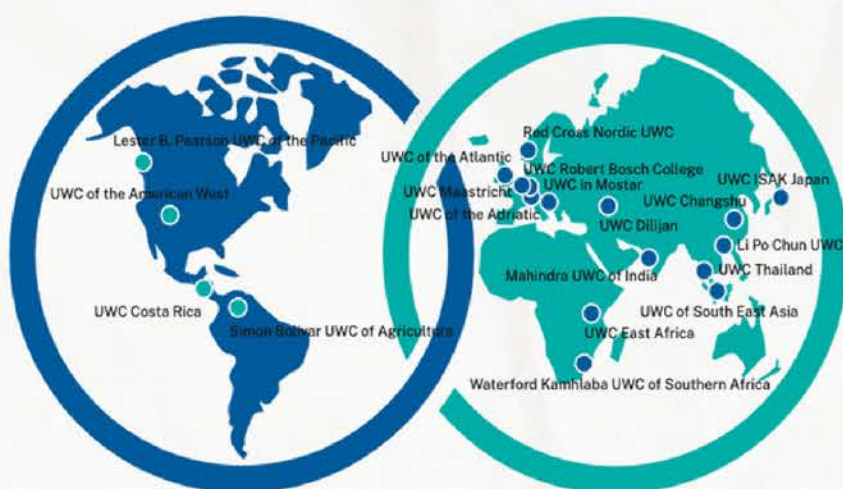 Lester B. Pearson UWC of the Pacific
UWC of the American West
UWC Costa Rica
Simon Bolivar UWC of Agriculture
Red Cross Nordic UWC
UWC of the Atlantic
UWC Robert Bosch College
UWC Maastricht
UWC in Mostar
UWC of the Adriatic
UWC ISAK Japan
UWC Changshu
UWC Dilijan
Li Po Chun UWC
Mahindra UWC of India
UWC Thailand
UWC of South East Asia
UWC East Africa
Waterford Kamhlaba UWC of Southern Africa